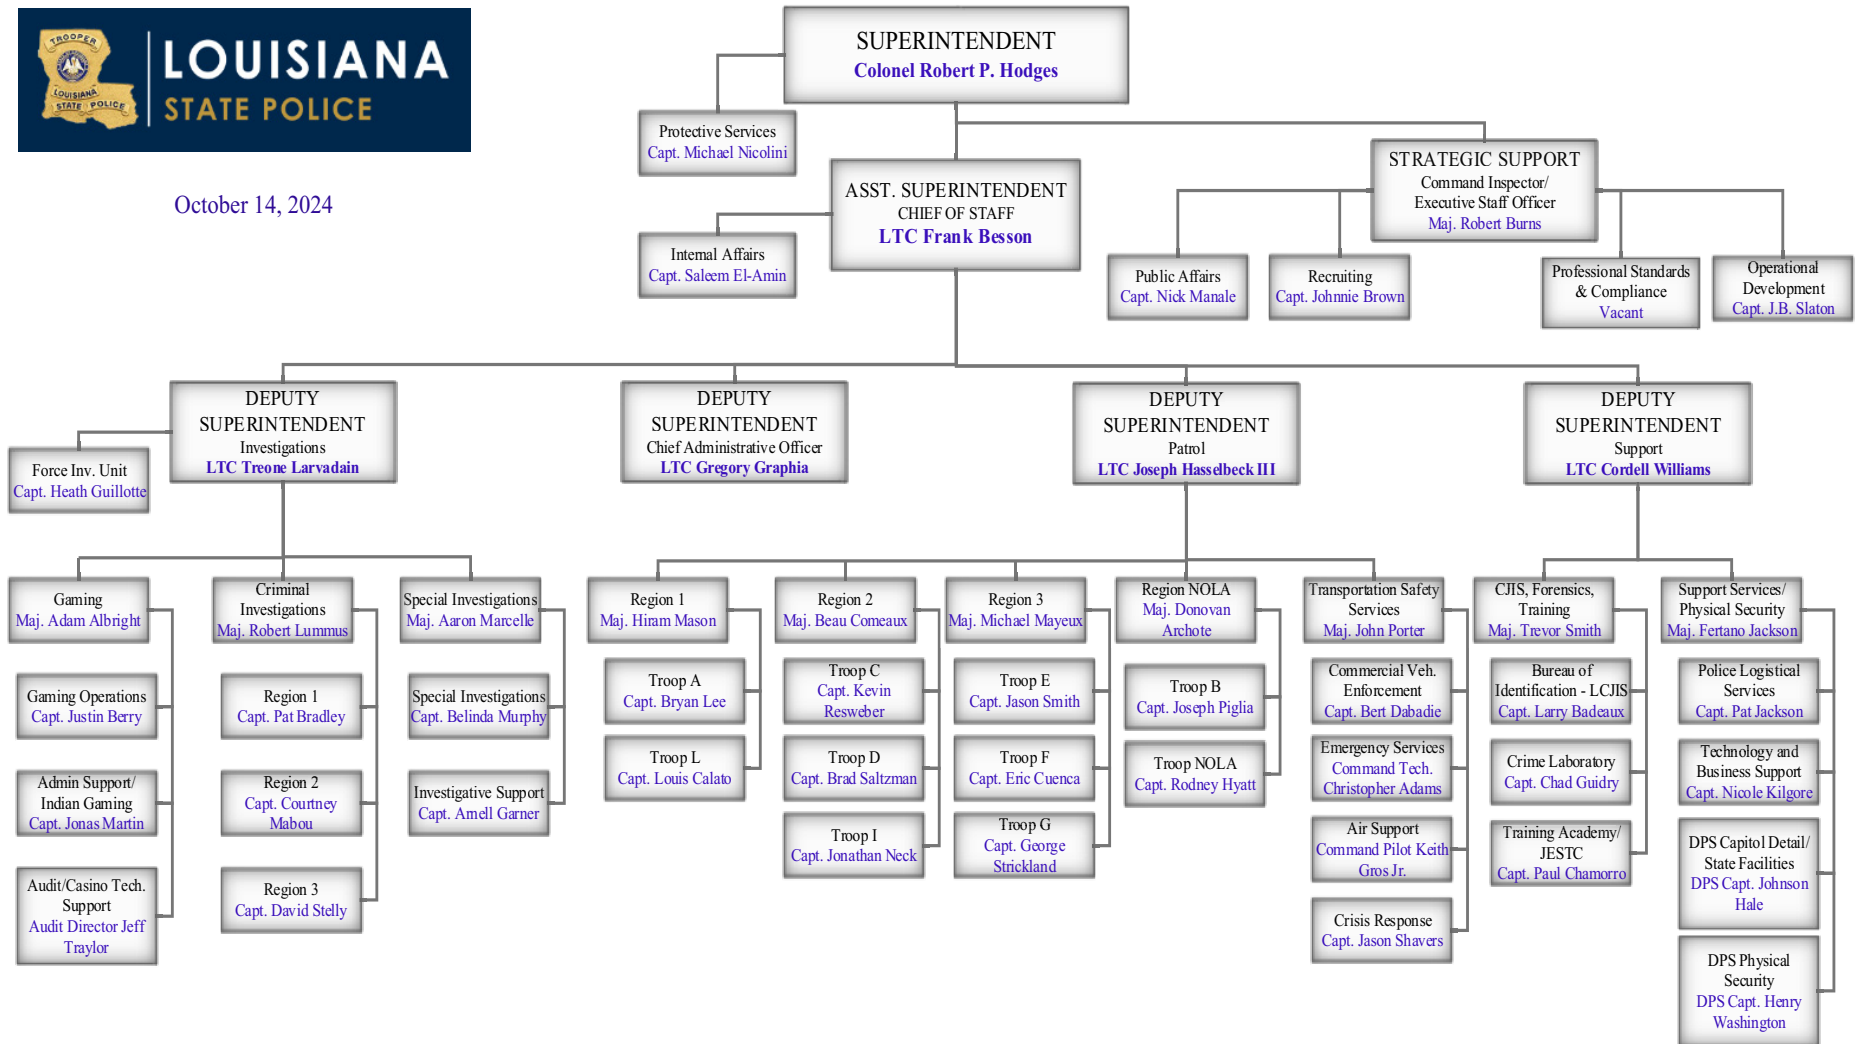 TROOPER
LOUISIANA
STATE POLICE
LOUISIANA
STATE POLICE
October 14, 2024
SUPERINTENDENT
Colonel Robert P. Hodges
Protective Services
Capt. Michael Nicolini
ASST. SUPERINTENDENT
CHIEF OF STAFF
LTC Frank Besson
Internal Affairs
Capt. Saleem El-Amin
STRATEGIC SUPPORT
Command Inspector/
Executive Staff Officer
Maj. Robert Burns
Public Affairs
Capt. Nick Manale
Recruiting
Capt. Johnnie Brown
Professional Standards
& Compliance
Vacant
Operational
Development
Capt. J.B. Slaton
DEPUTY
SUPERINTENDENT
Investigations
LTC Treone Larvadain
DEPUTY
SUPERINTENDENT
Chief Administrative Officer
LTC Gregory Graphia
DEPUTY
SUPERINTENDENT
Patrol
LTC Joseph Hasselbeck III
DEPUTY
SUPERINTENDENT
Support
LTC Cordell Williams
Force Inv. Unit
Capt. Heath Guillotte
Gaming
Maj. Adam Albright
Gaming Operations
Capt. Justin Berry
Admin Support/
Indian Gaming
Capt. Jonas Martin
Audit/Casino Tech.
Support
Audit Director Jeff
Traylor
Criminal
Investigations
Maj. Robert Lummus
Region 1
Capt. Pat Bradley
Region 2
Capt. Courtney
Mabou
Region 3
Capt. David Stelly
Special Investigations
Maj. Aaron Marcelle
Special Investigations
Capt. Belinda Murphy
Investigative Support
Capt. Arnell Garner
Region 1
Maj. Hiram Mason
Troop A
Capt. Bryan Lee
Troop L
Capt. Louis Calato
Region 2
Maj. Beau Comeaux
Troop C
Capt. Kevin
Resweber
Troop D
Capt. Brad Saltzman
Troop I
Capt. Jonathan Neck
Region 3
Maj. Michael Mayeux
Troop E
Capt. Jason Smith
Troop F
Capt. Eric Cuenca
Troop G
Capt. George
Strickland
Region NOLA
Maj. Donovan
Archote
Troop B
Capt. Joseph Piglia
Troop NOLA
Capt. Rodney Hyatt
Transportation Safety
Services
Maj. John Porter
Commercial Veh.
Enforcement
Capt. Bert Dabadie
Emergency Services
Command Tech.
Christopher Adams
Air Support
Command Pilot Keith
Gros Jr.
Crisis Response
Capt. Jason Shavers
CJIS, Forensics,
Training
Maj. Trevor Smith
Bureau of
Identification - LCJIS
Capt. Larry Badeaux
Crime Laboratory
Capt. Chad Guidry
Training Academy/
JESTC
Capt. Paul Chamorro
Support Services/
Physical Security
Maj. Fertano Jackson
Police Logistical
Services
Capt. Pat Jackson
Technology and
Business Support
Capt. Nicole Kilgore
DPS Capitol Detail/
State Facilities
DPS Capt. Johnson
Hale
DPS Physical
Security
DPS Capt. Henry
Washington